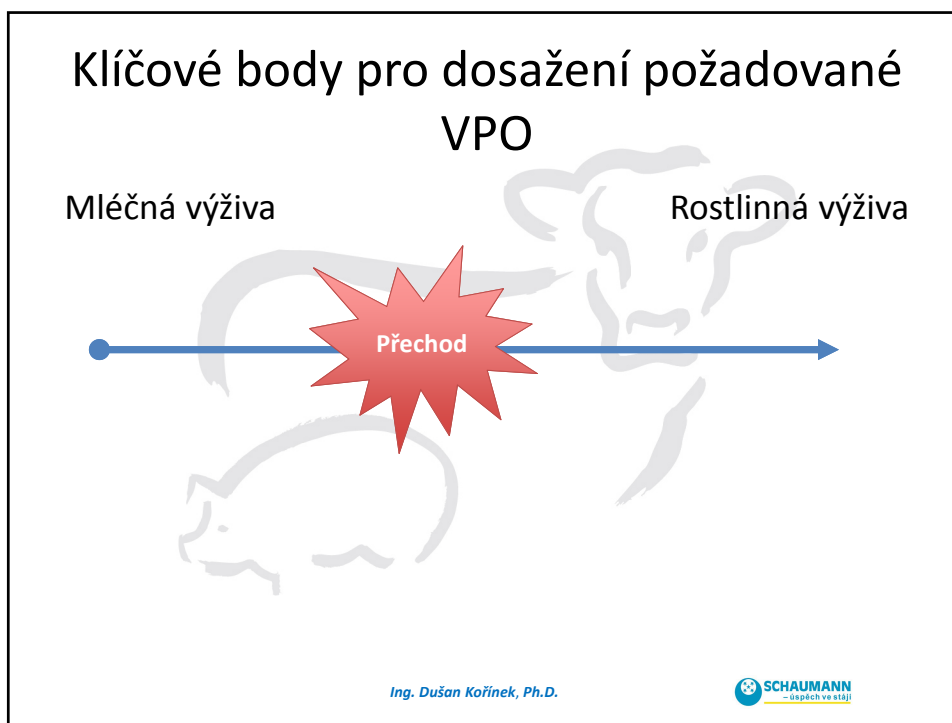 Klíčové body pro dosažení požadované
VPO
Mléčná výživa
Rostlinná výživa
Přechod
Ing. Dušan Kořínek, Ph.D.
SCHAUMANN
– úspěch ve stáji